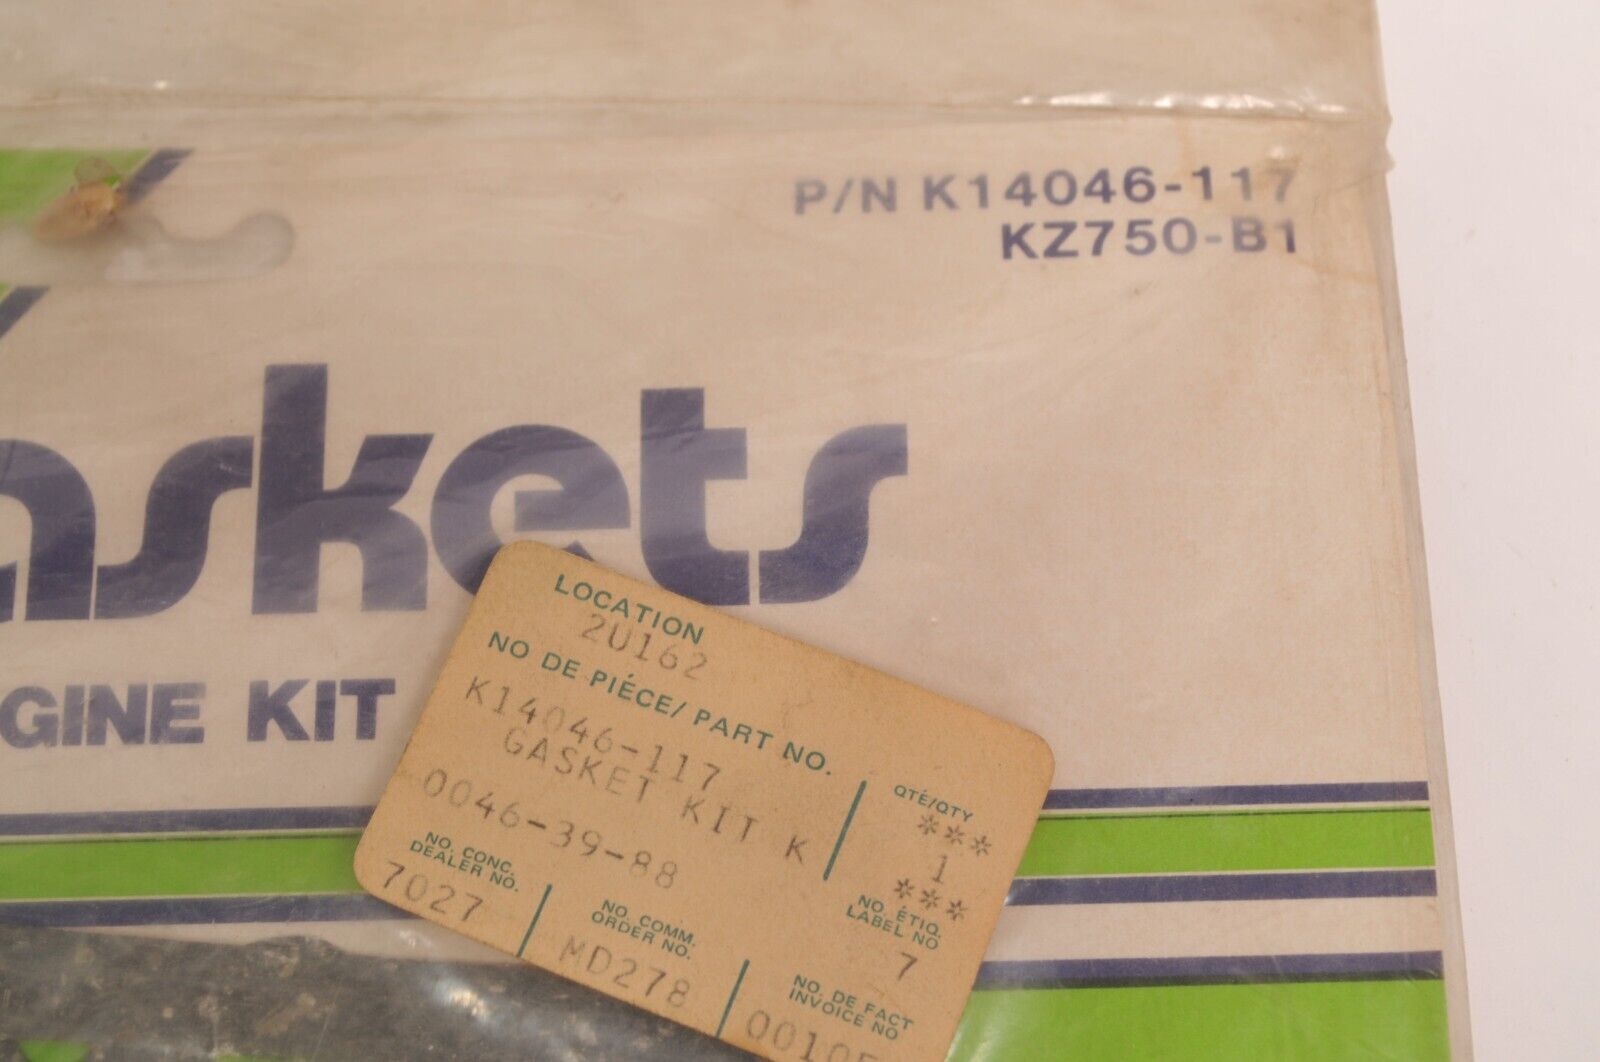 P/N K14046-117
KZ750-B1
askets
GINE KIT
LOCATION
2U162
NO DE PIÉCE/ PART NO.
K14046-117
GASKET KIT K
0046-39-88
QTÉ/QTY
***
1
***
NO. ÉTIQ.
LABEL NO
7
NO. CONC.
DEALER NO.
7027
NO. COMM.
ORDER NO.
MD278
NO. DE FACT
INVOICE NO
00105